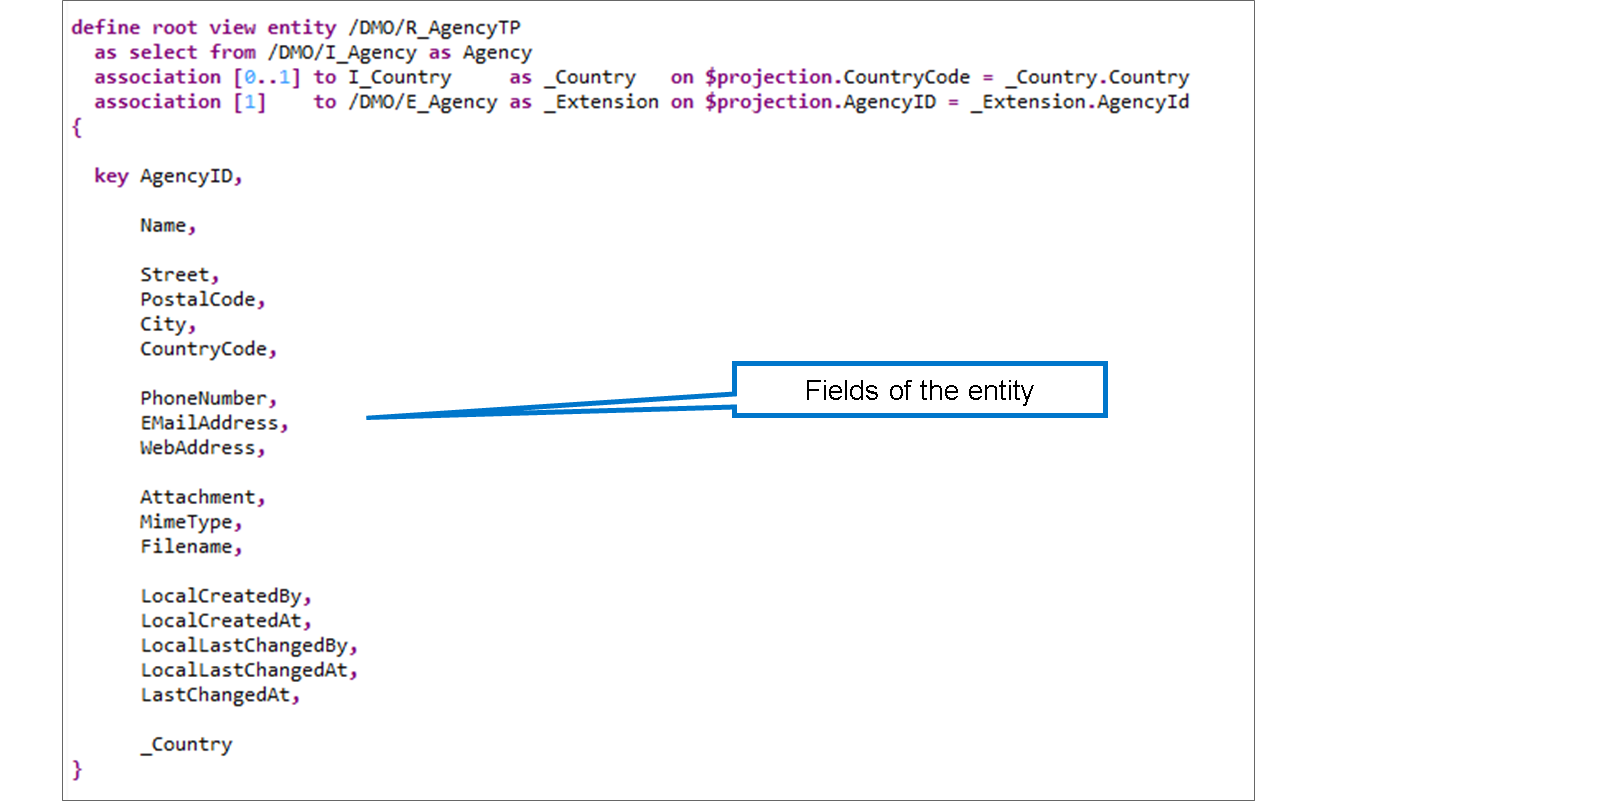 define root view entity /DMO/R_AgencyTP
as select from /DMO/I_Agency as Agency
association [0..1] to I_Country as _Country on $projection.CountryCode = _Country.Country
association [1] to /DMO/E_Agency as _Extension on $projection.AgencyID = _Extension.AgencyId
{
key AgencyID,
Name,
Street,
PostalCode,
City,
CountryCode,
PhoneNumber,
EMailAddress,
WebAddress,
Attachment,
MimeType,
Filename,
LocalCreatedBy,
LocalCreatedAt,
LocalLastChangedBy,
LocalLastChangedAt,
LastChangedAt,
_Country
}
Fields of the entity